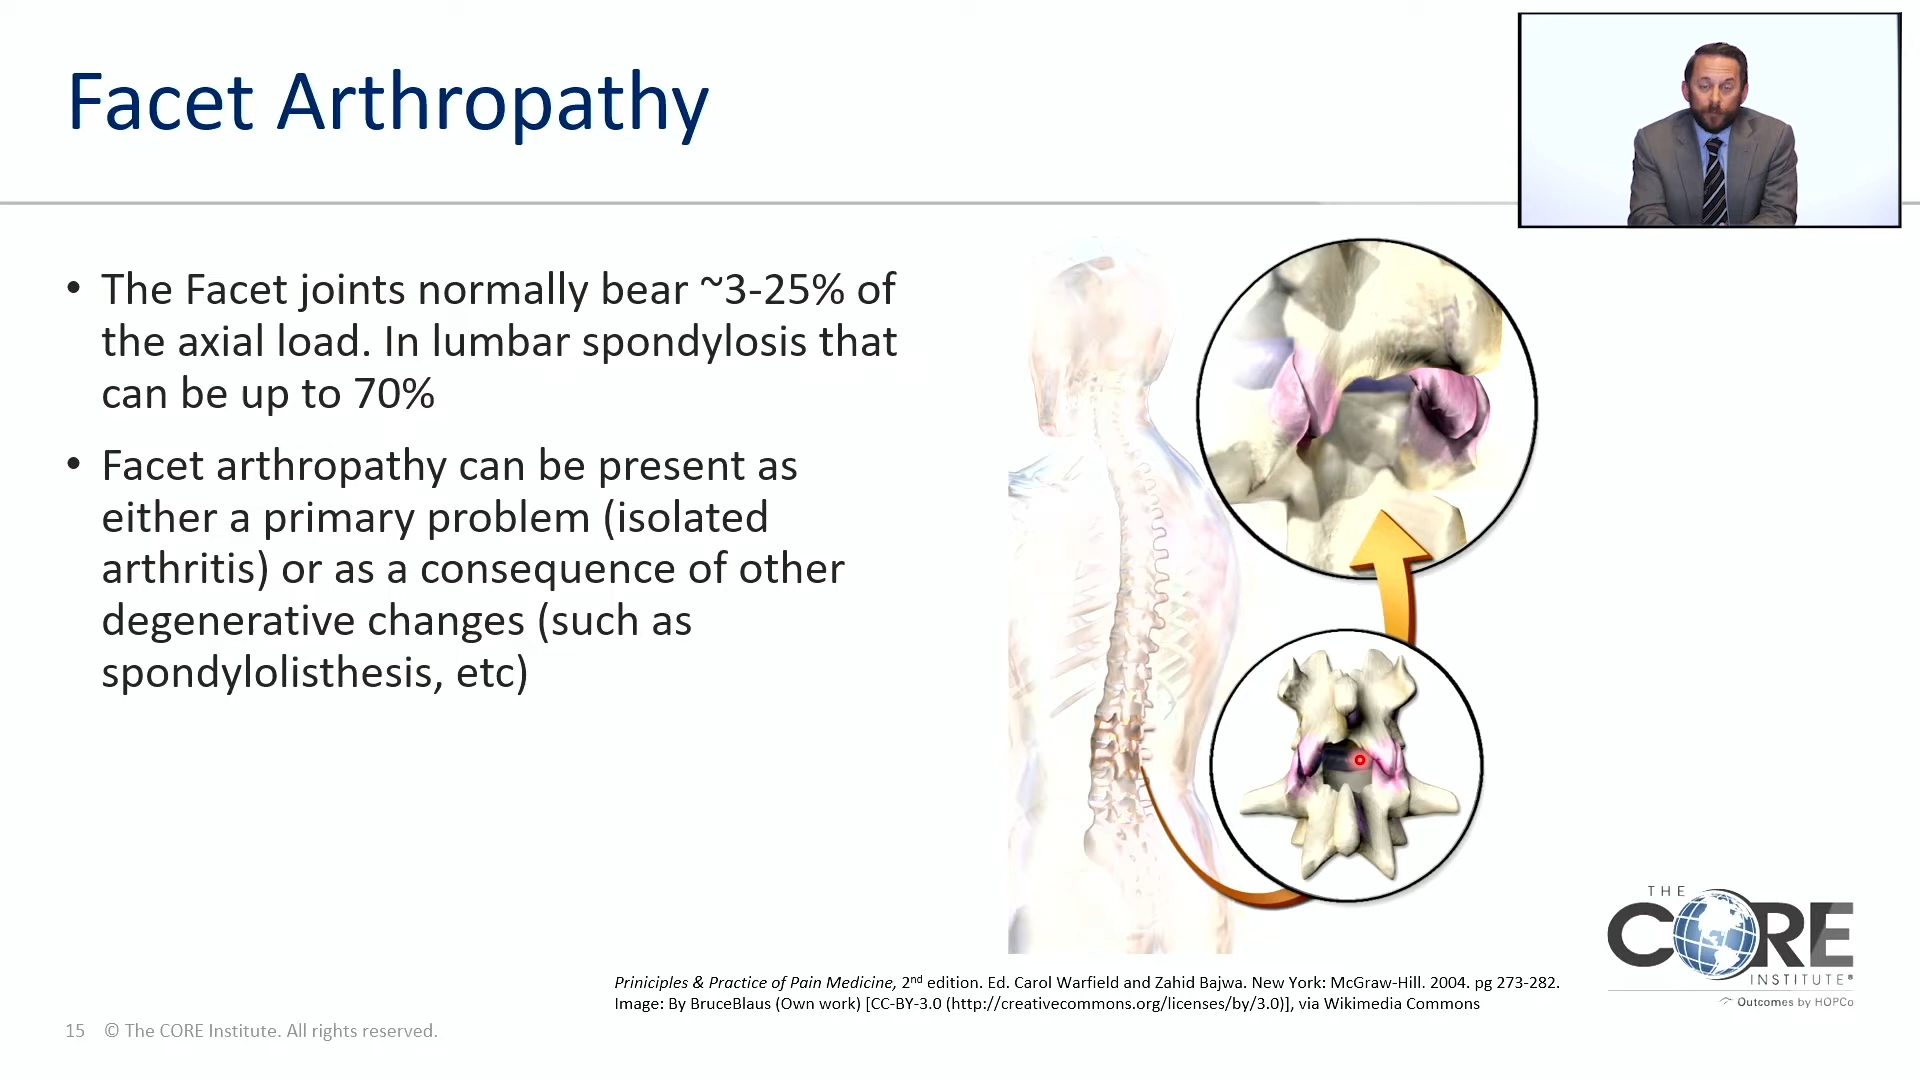 Facet Arthropathy
• The Facet joints normally bear ~3-25% of
the axial load. In lumbar spondylosis that
can be up to 70%
• Facet arthropathy can be present as
either a primary problem (isolated
arthritis) or as a consequence of other
degenerative changes (such as
spondylolisthesis, etc)
THE
CORE
INSTITUTE®
Outcomes by HOPCo
Priniciples & Practice of Pain Medicine, 2nd edition. Ed. Carol Warfield and Zahid Bajwa. New York: McGraw-Hill. 2004. pg 273-282.
Image: By BruceBlaus (Own work) [CC-BY-3.0 (http://creativecommons.org/licenses/by/3.0)], via Wikimedia Commons
15 © The CORE Institute. All rights reserved.